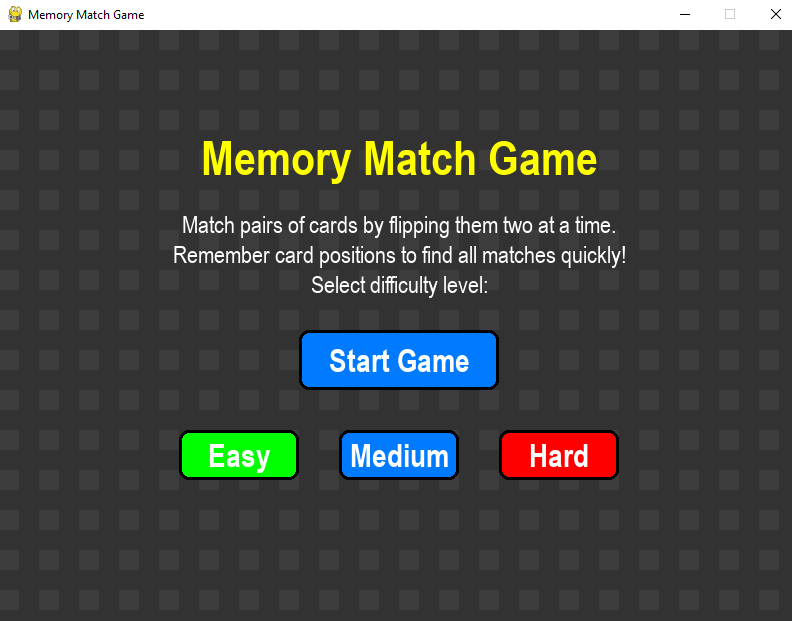 Memory Match Game
Memory Match Game
Match pairs of cards by flipping them two at a time.
Remember card positions to find all matches quickly!
Select difficulty level:
Start Game
Easy
Medium
Hard